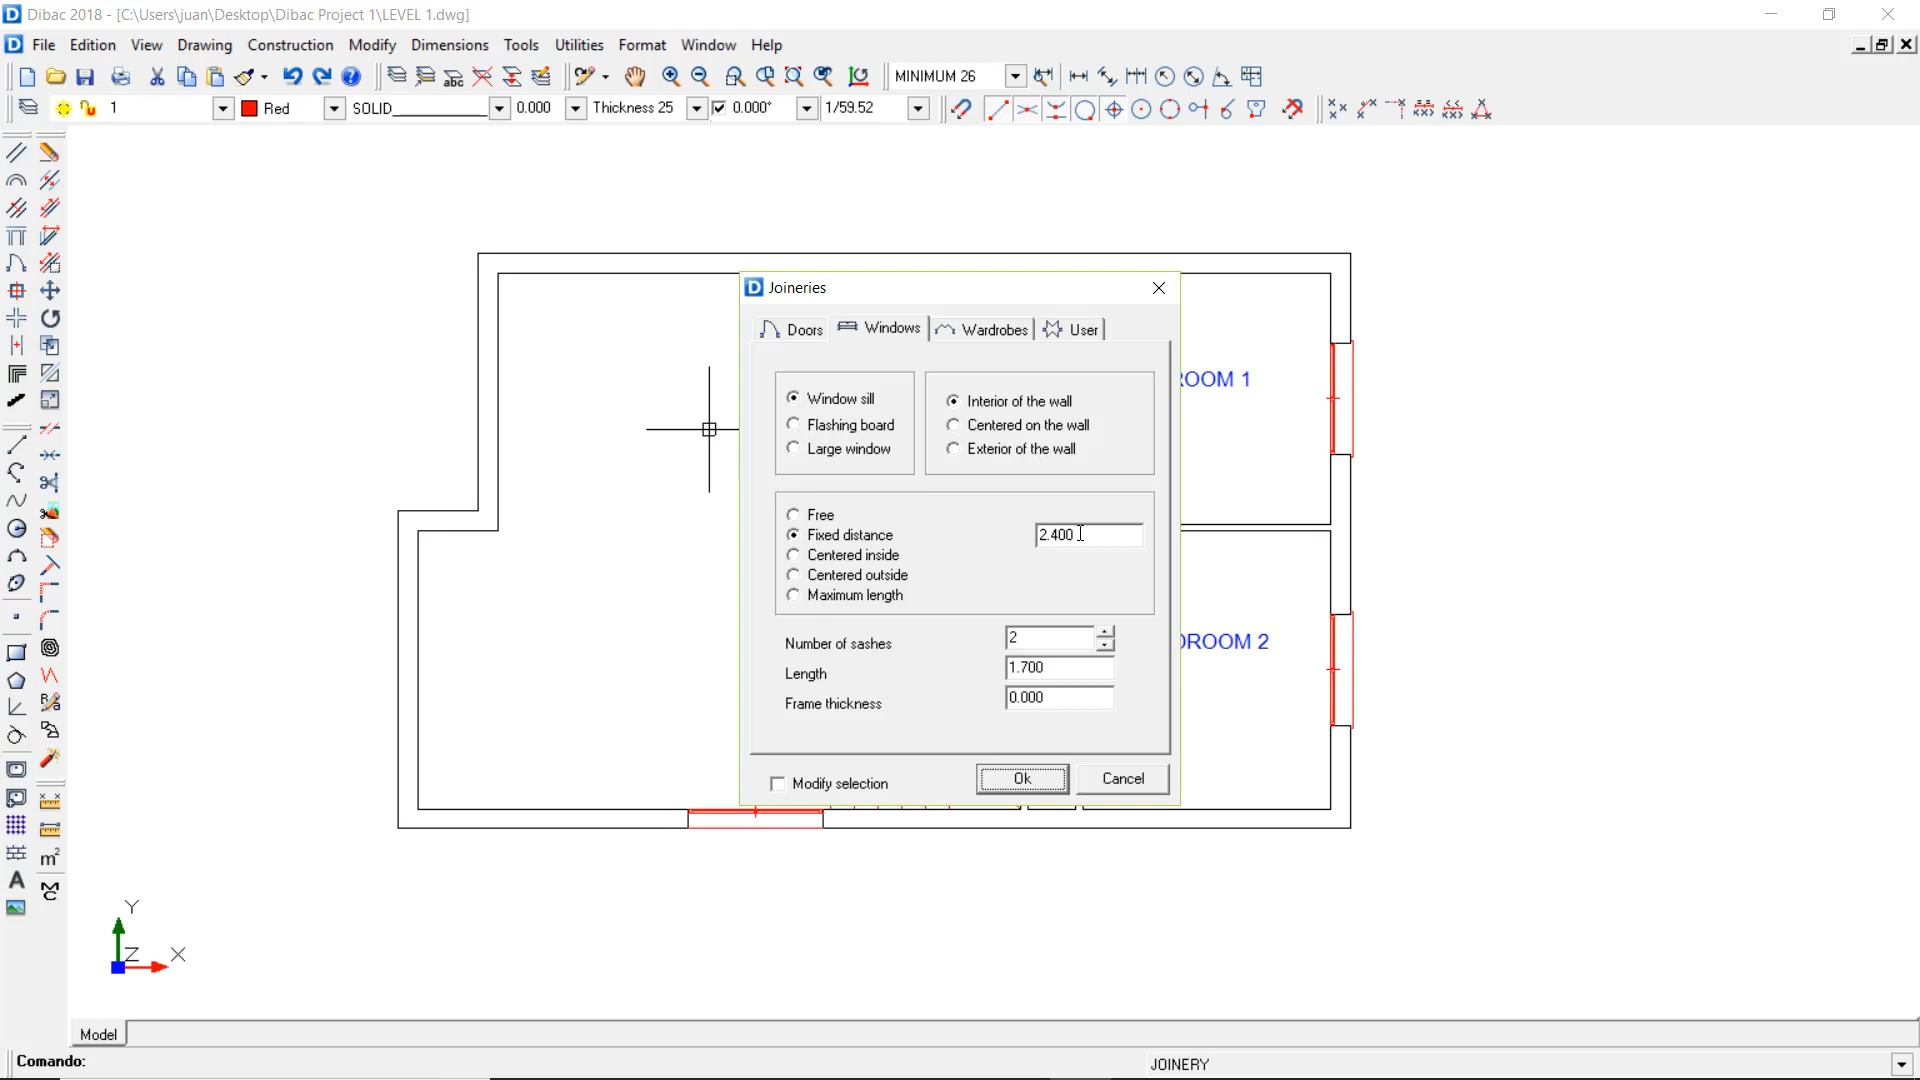 Dibac 2018 - [C:\Users\juan\Desktop\Dibac Project 1\LEVEL 1.dwg]
File Edition View Drawing Construction Modify Dimensions Tools Utilities Format Window Help
abc MINIMUM 26
1 Red SOLID 0.000 Thickness 25 0.000° 1/59.52
Joineries
Doors Windows Wardrobes User
Window sill
Flashing board
Large window
Interior of the wall
Centered on the wall
Exterior of the wall
ROOM 1
Free
Fixed distance 2.400
Centered inside
Centered outside
Maximum length
Number of sashes 2
Length 1.700
Frame thickness 0.000
DROOM 2
Modify selection Ok Cancel
m²
A
Y
Z X
Model
Comando: JOINERY